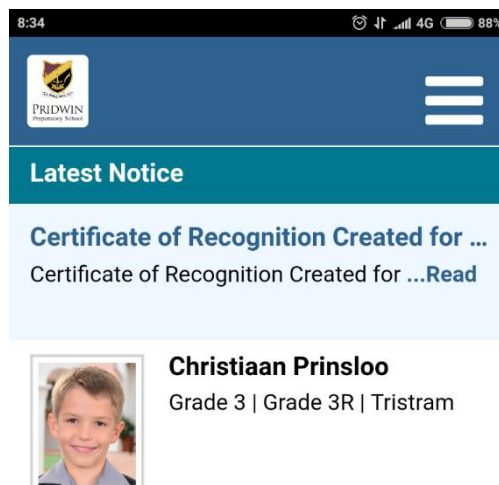 8:34
4G 88%
PRIDWIN
Preparatory School
Latest Notice
Certificate of Recognition Created for ...
Certificate of Recognition Created for ...Read
Christiaan Prinsloo
Grade 3 | Grade 3R | Tristram